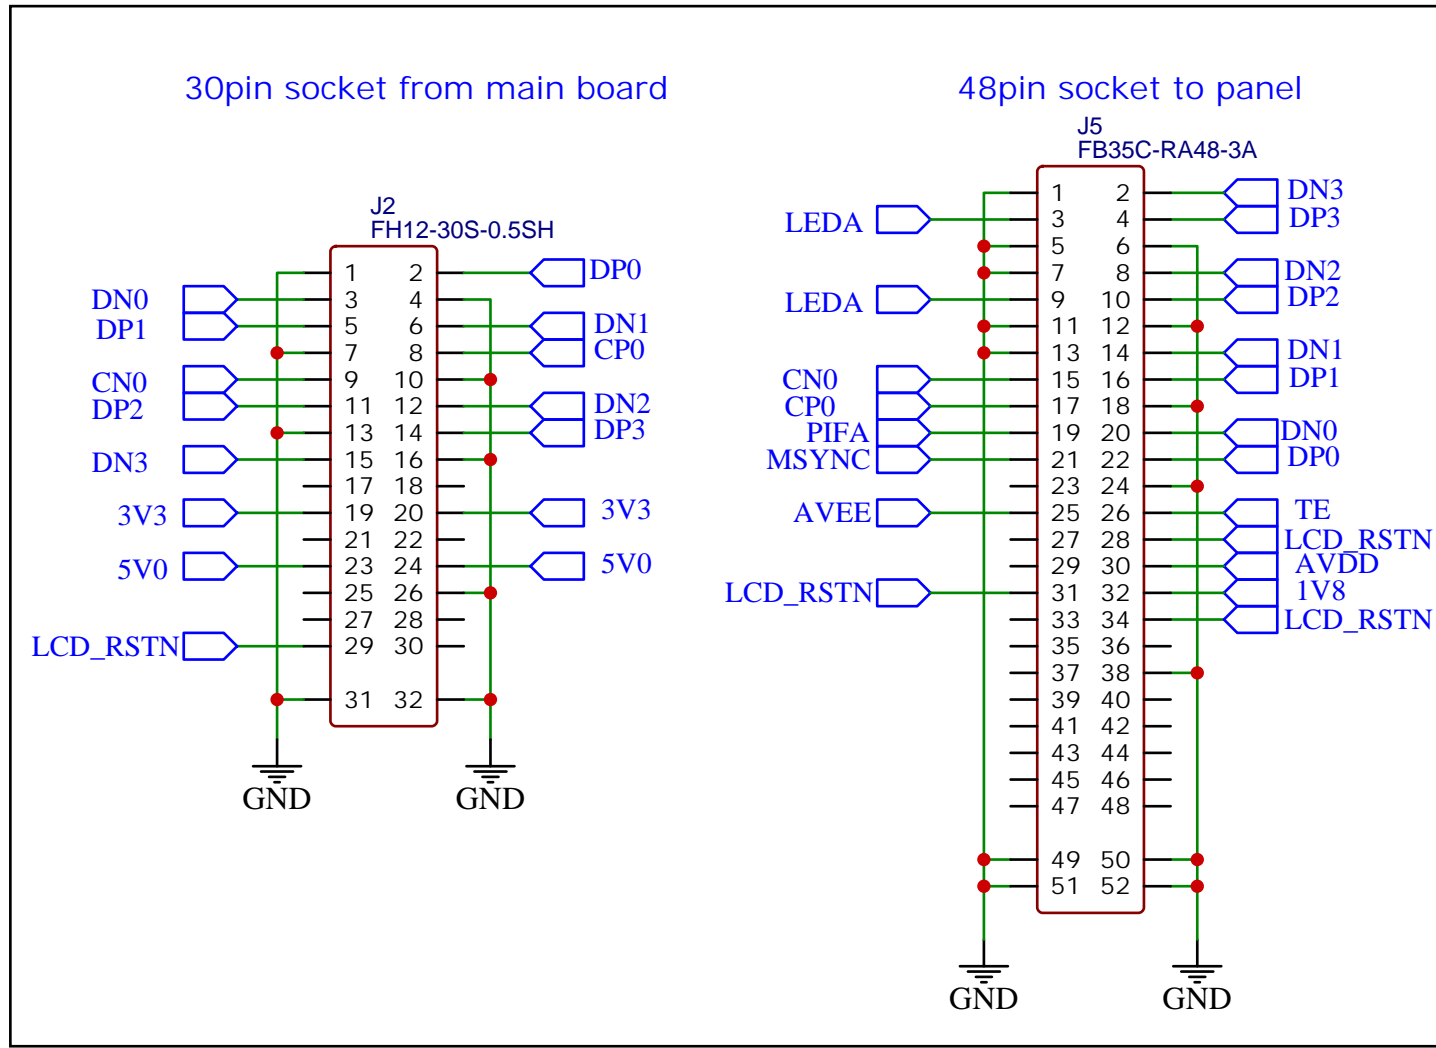 30pin socket from main board
48pin socket to panel
J2
FH12-30S-0.5SH
1 2 DP0
DN0 3 4
DP1 5 6 DN1
7 8 CP0
CN0 9 10
DP2 11 12 DN2
13 14 DP3
DN3 15 16
17 18
3V3 19 20 3V3
21 22
5V0 23 24 5V0
25 26
27 28
LCD_RSTN 29 30
31 32
GND GND
J5
FB35C-RA48-3A
1 2 DN3
LEDA 3 4 DP3
5 6
7 8 DN2
LEDA 9 10 DP2
11 12
13 14 DN1
CN0 15 16 DP1
CP0 17 18
PIFA 19 20 DN0
MSYNC 21 22 DP0
23 24
AVEE 25 26 TE
27 28 LCD_RSTN
29 30 AVDD
LCD_RSTN 31 32 1V8
33 34 LCD_RSTN
35 36
37 38
39 40
41 42
43 44
45 46
47 48
49 50
51 52
GND GND